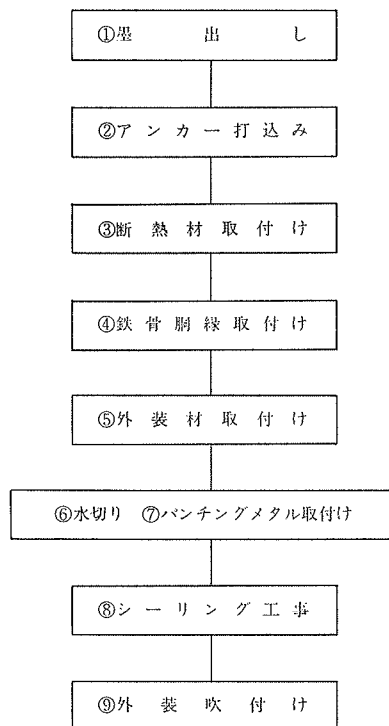 ①墨出し
②アンカー打込み
③断熱材取付け
④鉄骨胴縁取付け
⑤外装材取付け
⑥水切り ⑦パンチングメタル取付け
⑧シーリング工事
⑨外装吹付け